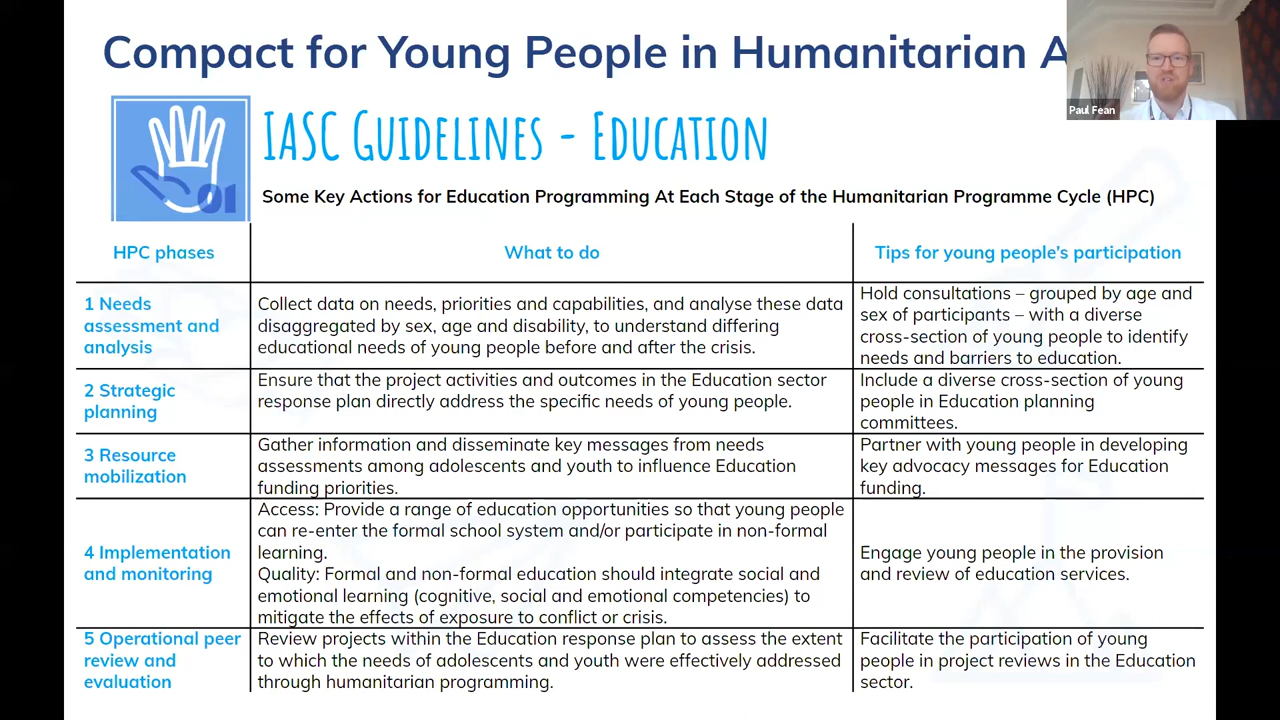 Compact for Young People in Humanitarian A
Paul Fean
01
IASC Guidelines - Education
Some Key Actions for Education Programming At Each Stage of the Humanitarian Programme Cycle (HPC)
HPC phases
What to do
Tips for young people's participation
1 Needs
assessment and
analysis
Collect data on needs, priorities and capabilities, and analyse these data
disaggregated by sex, age and disability, to understand differing
educational needs of young people before and after the crisis.
Hold consultations – grouped by age and
sex of participants – with a diverse
cross-section of young people to identify
needs and barriers to education.
2 Strategic
planning
Ensure that the project activities and outcomes in the Education sector
response plan directly address the specific needs of young people.
Include a diverse cross-section of young
people in Education planning
committees.
3 Resource
mobilization
Gather information and disseminate key messages from needs
assessments among adolescents and youth to influence Education
funding priorities.
Partner with young people in developing
key advocacy messages for Education
funding.
4 Implementation
and monitoring
Access: Provide a range of education opportunities so that young people
can re-enter the formal school system and/or participate in non-formal
learning.
Quality: Formal and non-formal education should integrate social and
emotional learning (cognitive, social and emotional competencies) to
mitigate the effects of exposure to conflict or crisis.
Engage young people in the provision
and review of education services.
5 Operational peer
review and
evaluation
Review projects within the Education response plan to assess the extent
to which the needs of adolescents and youth were effectively addressed
through humanitarian programming.
Facilitate the participation of young
people in project reviews in the Education
sector.